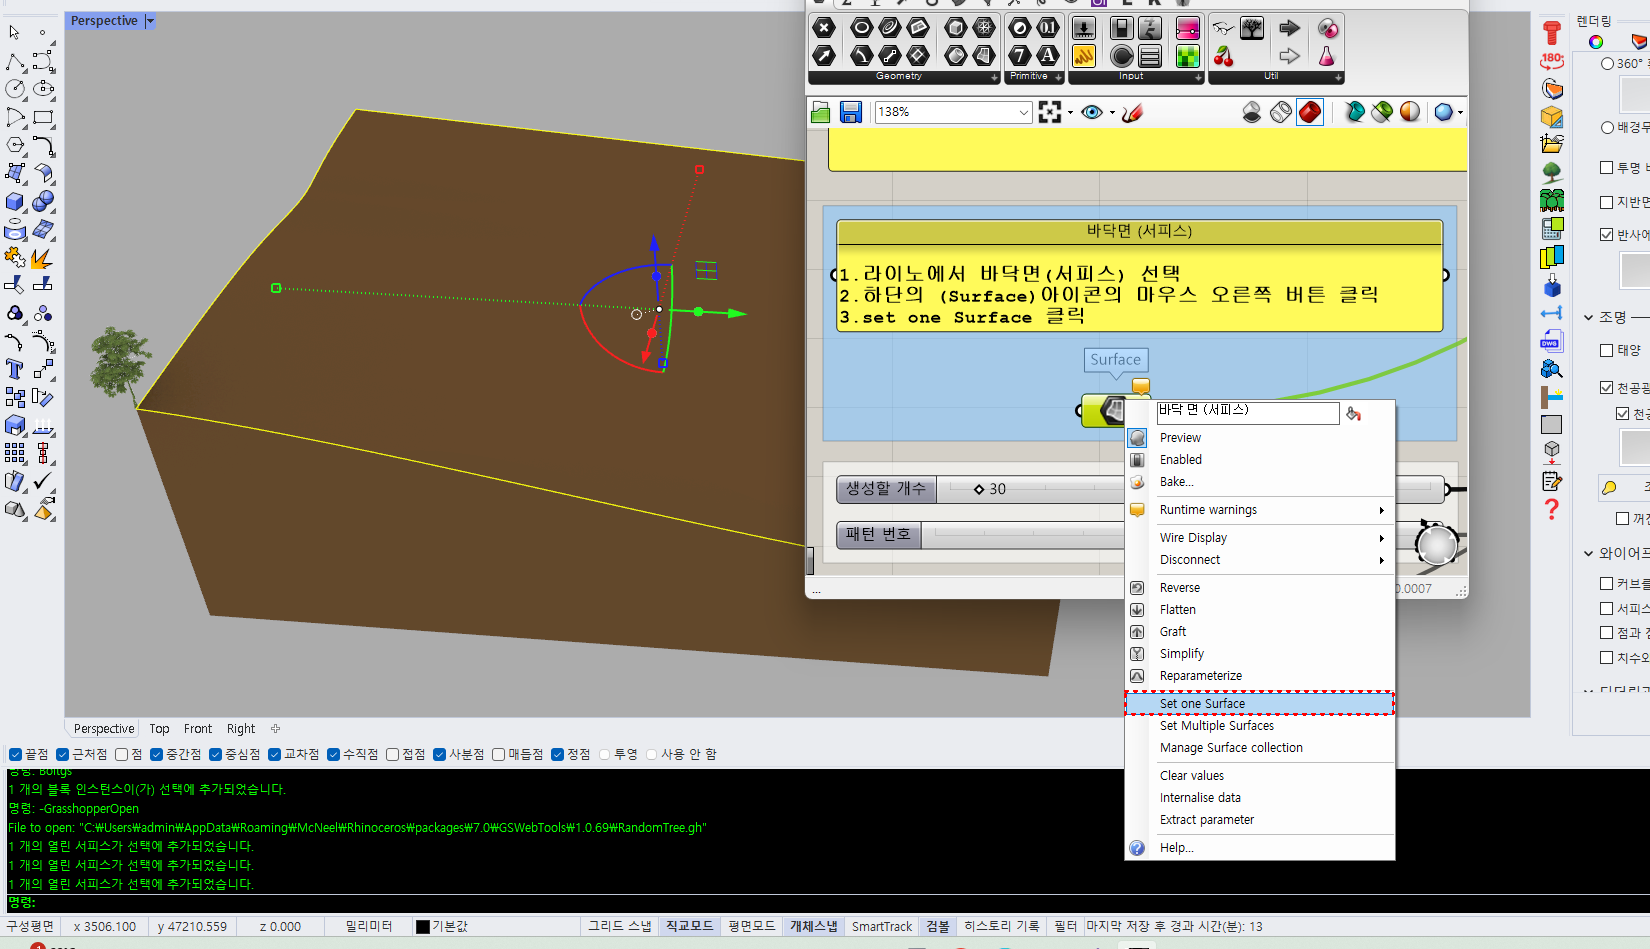 Perspective
Geometry
Primitive
Input
Util
138%
바닥면 (서피스)
1.라이노에서 바닥면(서피스) 선택
2.하단의 (Surface)아이콘의 마우스 오른쪽 버튼 클릭
3.set one Surface 클릭
Surface
생성할 개수
30
패턴 번호
...
0.0007
바닥 면 (서피스)
Preview
Enabled
Bake...
Runtime warnings
Wire Display
Disconnect
Reverse
Flatten
Graft
Simplify
Reparameterize
Set one Surface
Set Multiple Surfaces
Manage Surface collection
Clear values
Internalise data
Extract parameter
Help...
180°
DWG
렌더링
360°
배경무
투명
지반면
반사에
조명
태양
천공광
천공
꺼진
와이어프
커브를
서피스
점과
치수와
Perspective
Top
Front
Right
끝점
근처점
점
중간점
중심점
교차점
수직점
접점
사분점
매듭점
정점
투영
사용 안 함
명령: Boltgs
1 개의 블록 인스턴스이(가) 선택에 추가되었습니다.
명령: -GrasshopperOpen
File to open: "C:₩Users₩admin₩AppData₩Roaming₩McNeel₩Rhinoceros₩packages₩7.0₩GSWebTools₩1.0.69₩RandomTree.gh"
1 개의 열린 서피스가 선택에 추가되었습니다.
1 개의 열린 서피스가 선택에 추가되었습니다.
1 개의 열린 서피스가 선택에 추가되었습니다.
명령:
구성평면
x 3506.100
y 47210.559
z 0.000
밀리미터
기본값
그리드 스냅
직교모드
평면모드
개체스냅
SmartTrack
검볼
히스토리 기록
필터
마지막 저장 후 경과 시간(분): 13